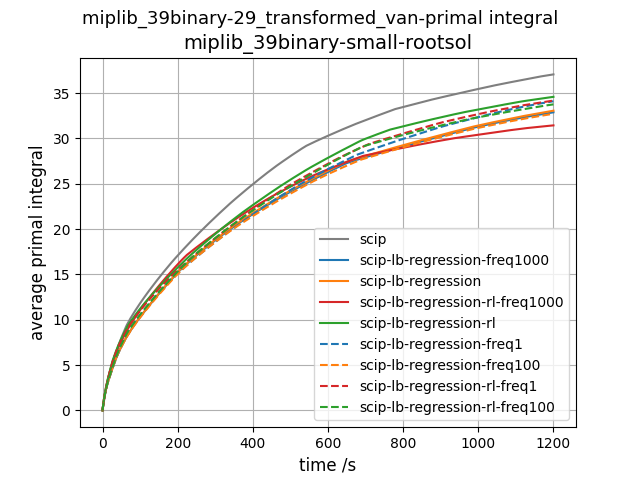 miplib_39binary-29_transformed_van-primal integral
miplib_39binary-small-rootsol
average primal integral
35
30
25
20
15
10
5
0
scip
scip-lb-regression-freq1000
scip-lb-regression
scip-lb-regression-rl-freq1000
scip-lb-regression-rl
scip-lb-regression-freq1
scip-lb-regression-freq100
scip-lb-regression-rl-freq1
scip-lb-regression-rl-freq100
0 200 400 600 800 1000 1200
time /s